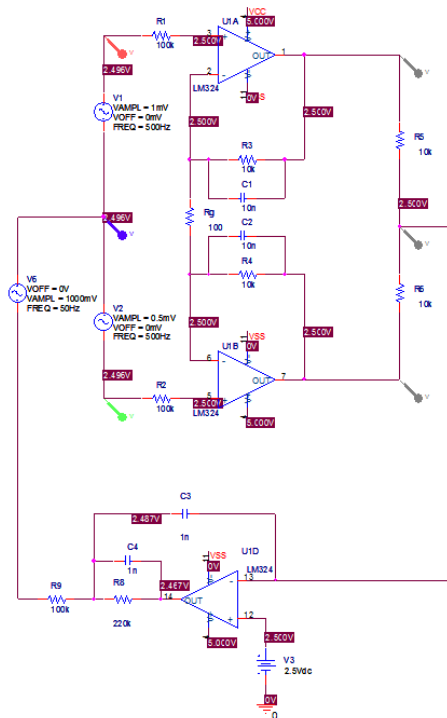 VCC
R1
U1A
5.000V
100k
3
2.500V
V+
OUT
1
2
LM324
11
0V
S
2.496V
V
V1
VAMPL = 1mV
VOFF = 0mV
FREQ = 500Hz
2.500V
2.500V
R3
10k
C1
10n
R5
10k
Rg
100
C2
10n
R4
10k
2.496V
V
2.500V
V
V6
VOFF = 0V
VAMPL = 1000mV
FREQ = 50Hz
V2
VAMPL = 0.5mV
VOFF = 0mV
FREQ = 500Hz
R6
10k
2.500V
2.500V
VSS
11
0V
U1B
6
OUT
7
2.496V
R2
100k
5
2.500V
LM324
5.000V
V
V
C3
2.487V
1n
C4
1n
VSS
11
0V
U1D
LM324
2.467V
13
R9
100k
R8
220k
14
OUT
12
5.000V
2.500V
V3
2.5Vdc
0V
0